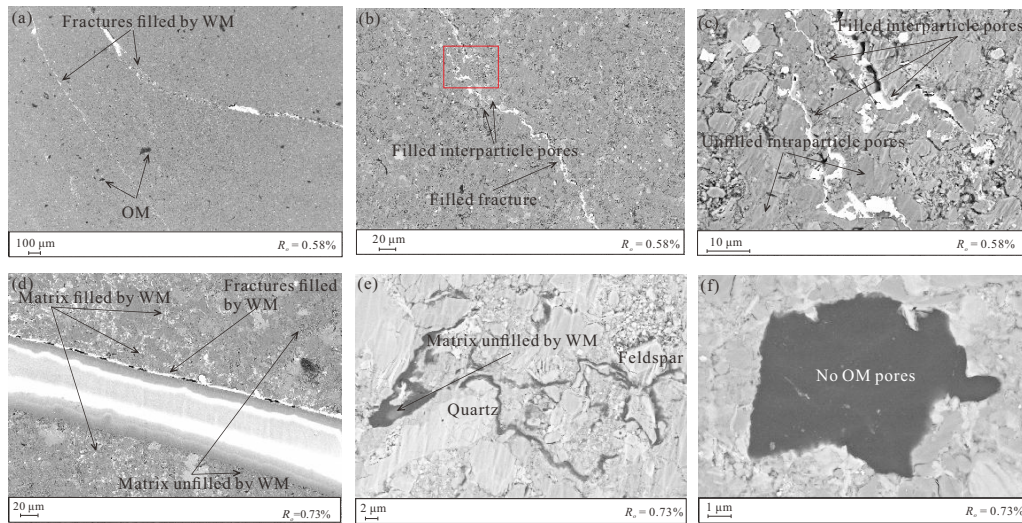 (a)
Fractures filled by WM
OM
100 μm
Ro = 0.58%
(b)
Filled interparticle pores
Filled fracture
20 μm
Ro = 0.58%
(c)
Filled interparticle pores
Unfilled intraparticle pores
10 μm
Ro = 0.58%
(d)
Matrix filled by WM
Fractures filled
by WM
Matrix unfilled by WM
20 μm
Ro=0.73%
(e)
Matrix unfilled by WM
Feldspar
Quartz
2 μm
Ro = 0.73%
(f)
No OM pores
1 μm
Ro = 0.73%